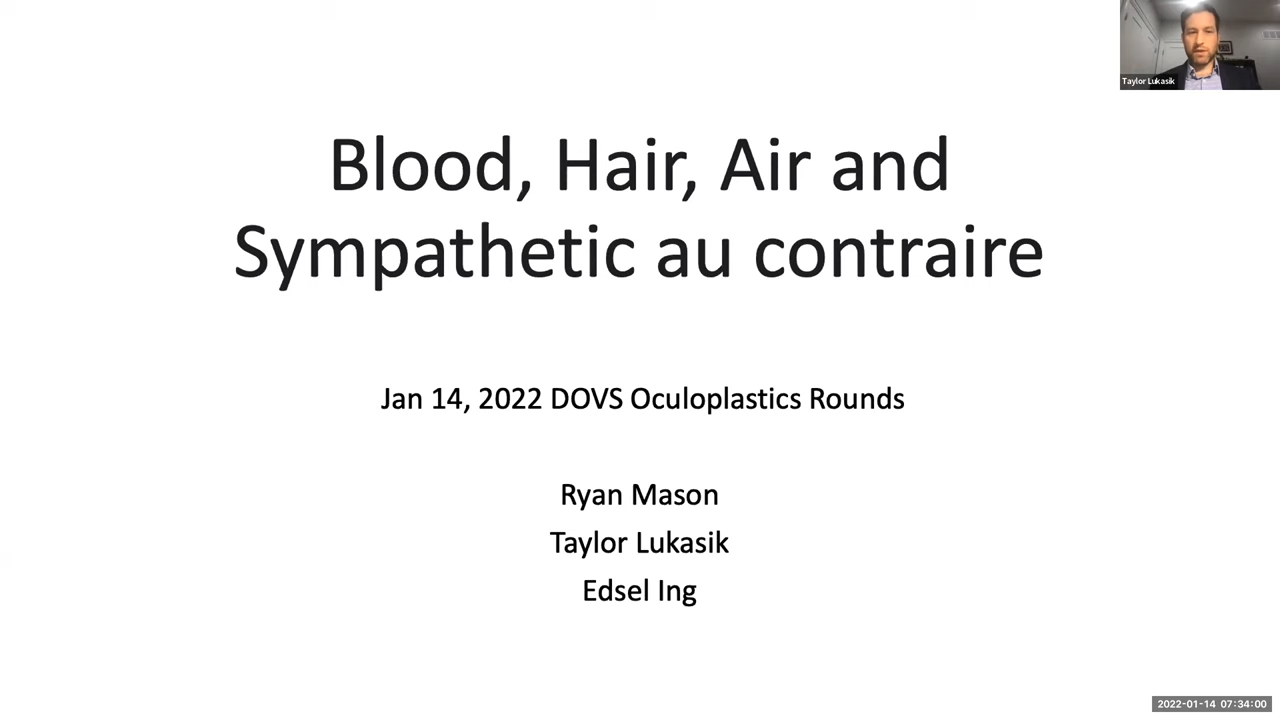 Taylor Lukasik
Blood, Hair, Air and
Sympathetic au contraire
Jan 14, 2022 DOVS Oculoplastics Rounds
Ryan Mason
Taylor Lukasik
Edsel Ing
2022-01-14 07:34:00